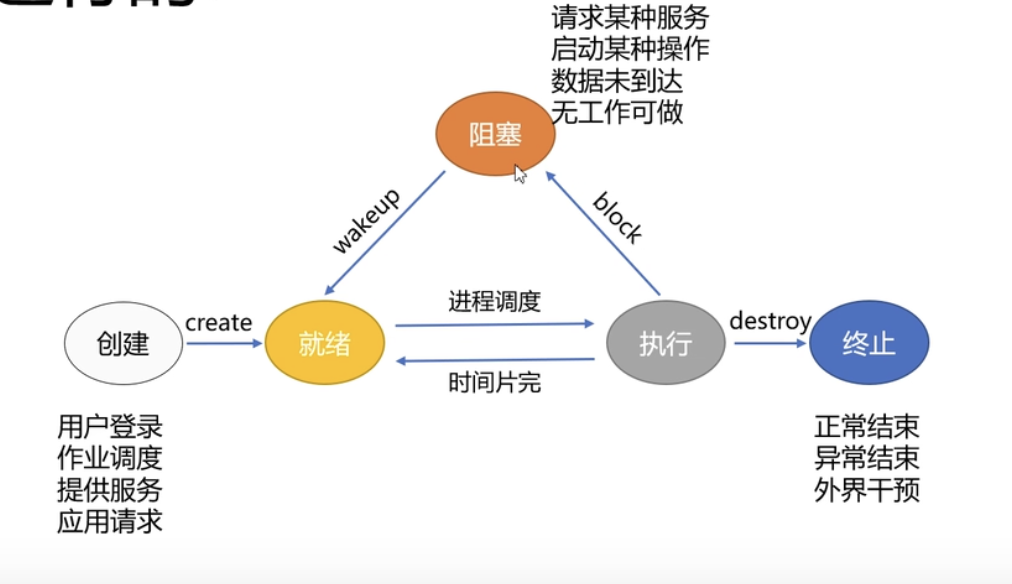 请求某种服务
启动某种操作
数据未到达
无工作可做
阻塞
wakeup
block
进程调度
创建
create
就绪
执行
destroy
终止
时间片完
用户登录
作业调度
提供服务
应用请求
正常结束
异常结束
外界干预